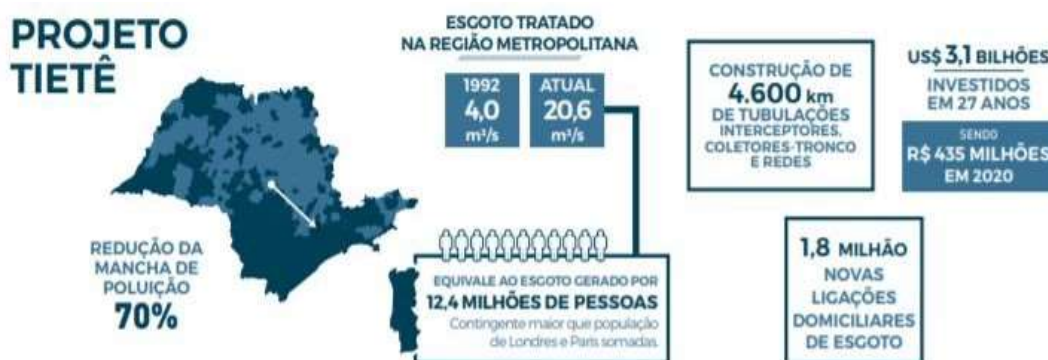 PROJETO
TIETÊ
REDUÇÃO DA
MANCHA DE
POLUIÇÃO
70%
ESGOTO TRATADO
NA REGIÃO METROPOLITANA
1992
4,0
m³/s
ATUAL
20,6
m³/s
EQUIVALE AO ESGOTO GERADO POR
12,4 MILHÕES DE PESSOAS
Contingente maior que população
de Londres e Paris somadas.
CONSTRUÇÃO DE
4.600 km
DE TUBULAÇÕES
INTERCEPTORES,
COLETORES-TRONCO
E REDES
US$ 3,1 BILHÕES
INVESTIDOS
EM 27 ANOS
SENDO
R$ 435 MILHÕES
EM 2020
1,8 MILHÃO
NOVAS
LIGAÇÕES
DOMICILIARES
DE ESGOTO